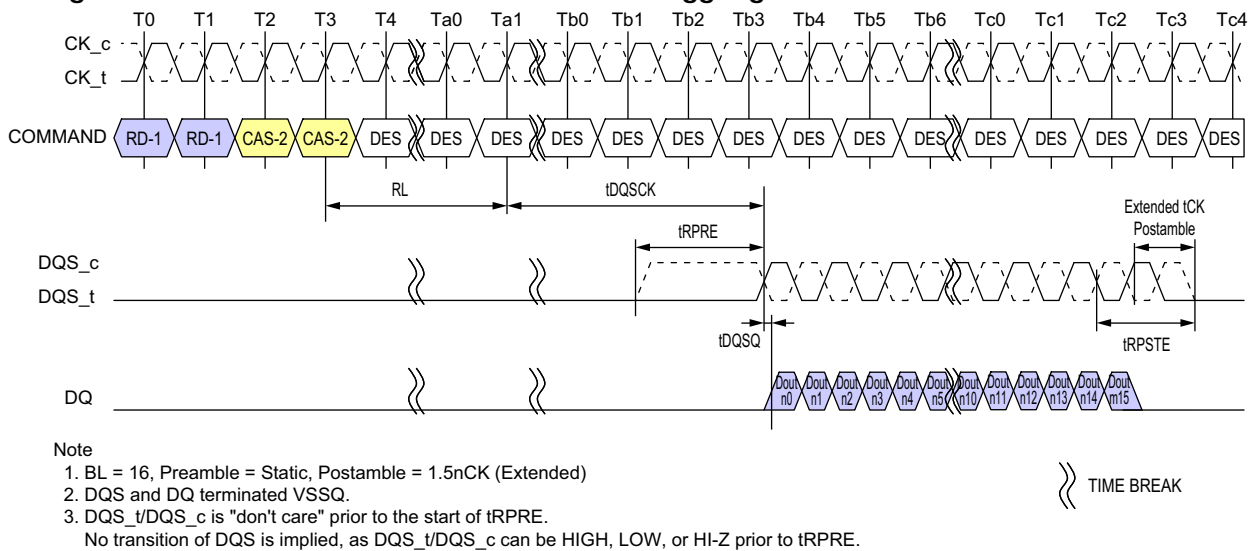 T0 T1 T2 T3 T4 Ta0 Ta1 Tb0 Tb1 Tb2 Tb3 Tb4 Tb5 Tb6 Tc0 Tc1 Tc2 Tc3 Tc4
CK_c
CK_t
COMMAND RD-1 RD-1 CAS-2 CAS-2 DES DES DES DES DES DES DES DES DES DES DES DES DES DES DES
RL tDQSCK
Extended tCK
Postamble
tRPRE
DQS_c
DQS_t
tDQSQ
tRPSTE
DQ
Dout Dout Dout Dout Dout Dout Dout Dout Dout Dout Dout Dout
n0 n1 n2 n3 n4 n5 n10 n11 n12 n13 n14 m15
Note
1. BL = 16, Preamble = Static, Postamble = 1.5nCK (Extended)
2. DQS and DQ terminated VSSQ.
3. DQS_t/DQS_c is "don't care" prior to the start of tRPRE.
No transition of DQS is implied, as DQS_t/DQS_c can be HIGH, LOW, or HI-Z prior to tRPRE.
TIME BREAK